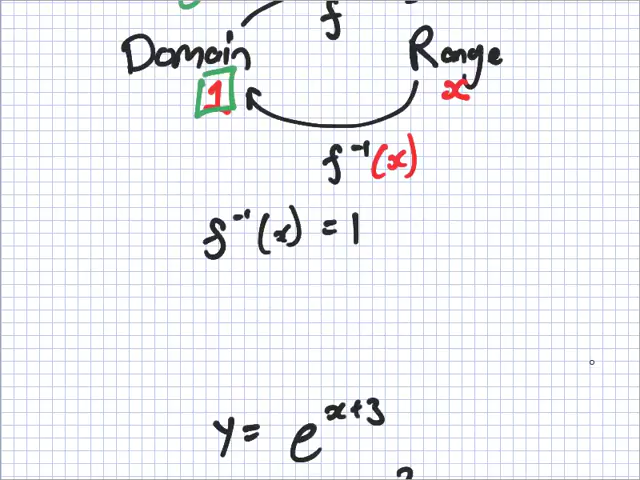 f
Domain Range
1 x
f⁻¹(x)
f⁻¹(x) = 1
y = e^{x+3}